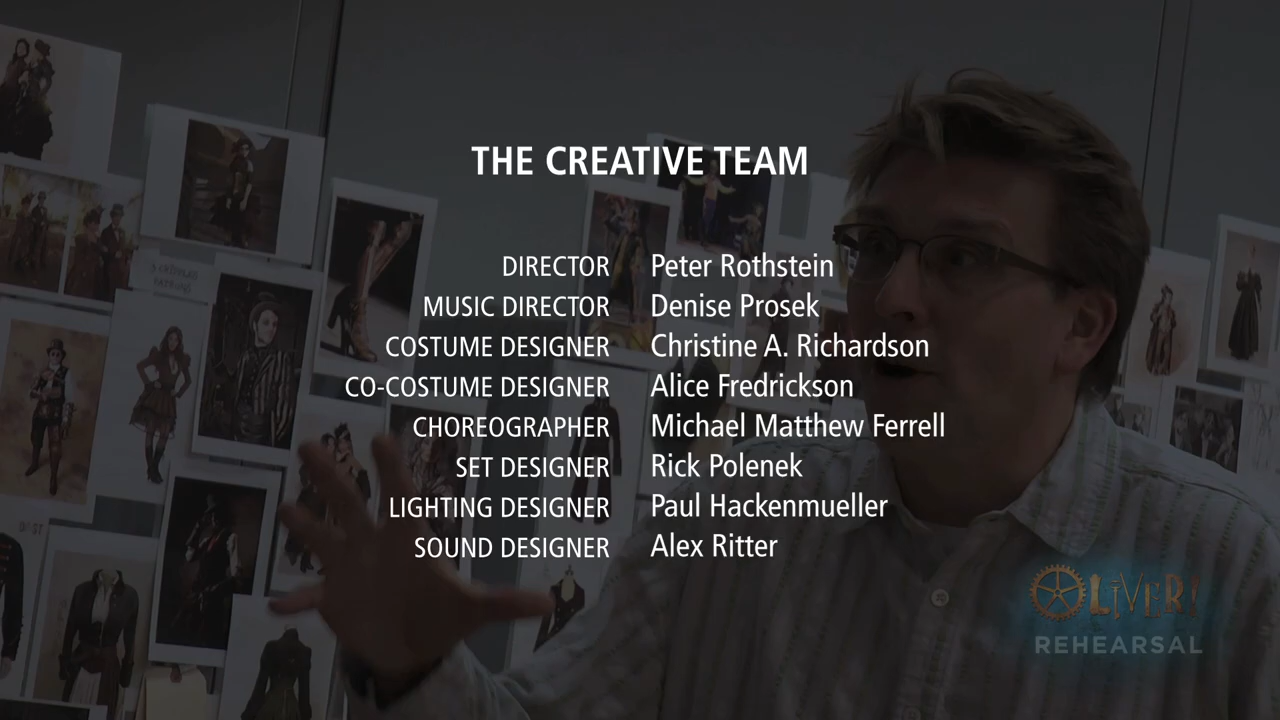 THE CREATIVE TEAM
DIRECTOR Peter Rothstein
MUSIC DIRECTOR Denise Prosek
COSTUME DESIGNER Christine A. Richardson
CO-COSTUME DESIGNER Alice Fredrickson
CHOREOGRAPHER Michael Matthew Ferrell
SET DESIGNER Rick Polenek
LIGHTING DESIGNER Paul Hackenmueller
SOUND DESIGNER Alex Ritter
OLiVER!
REHEARSAL